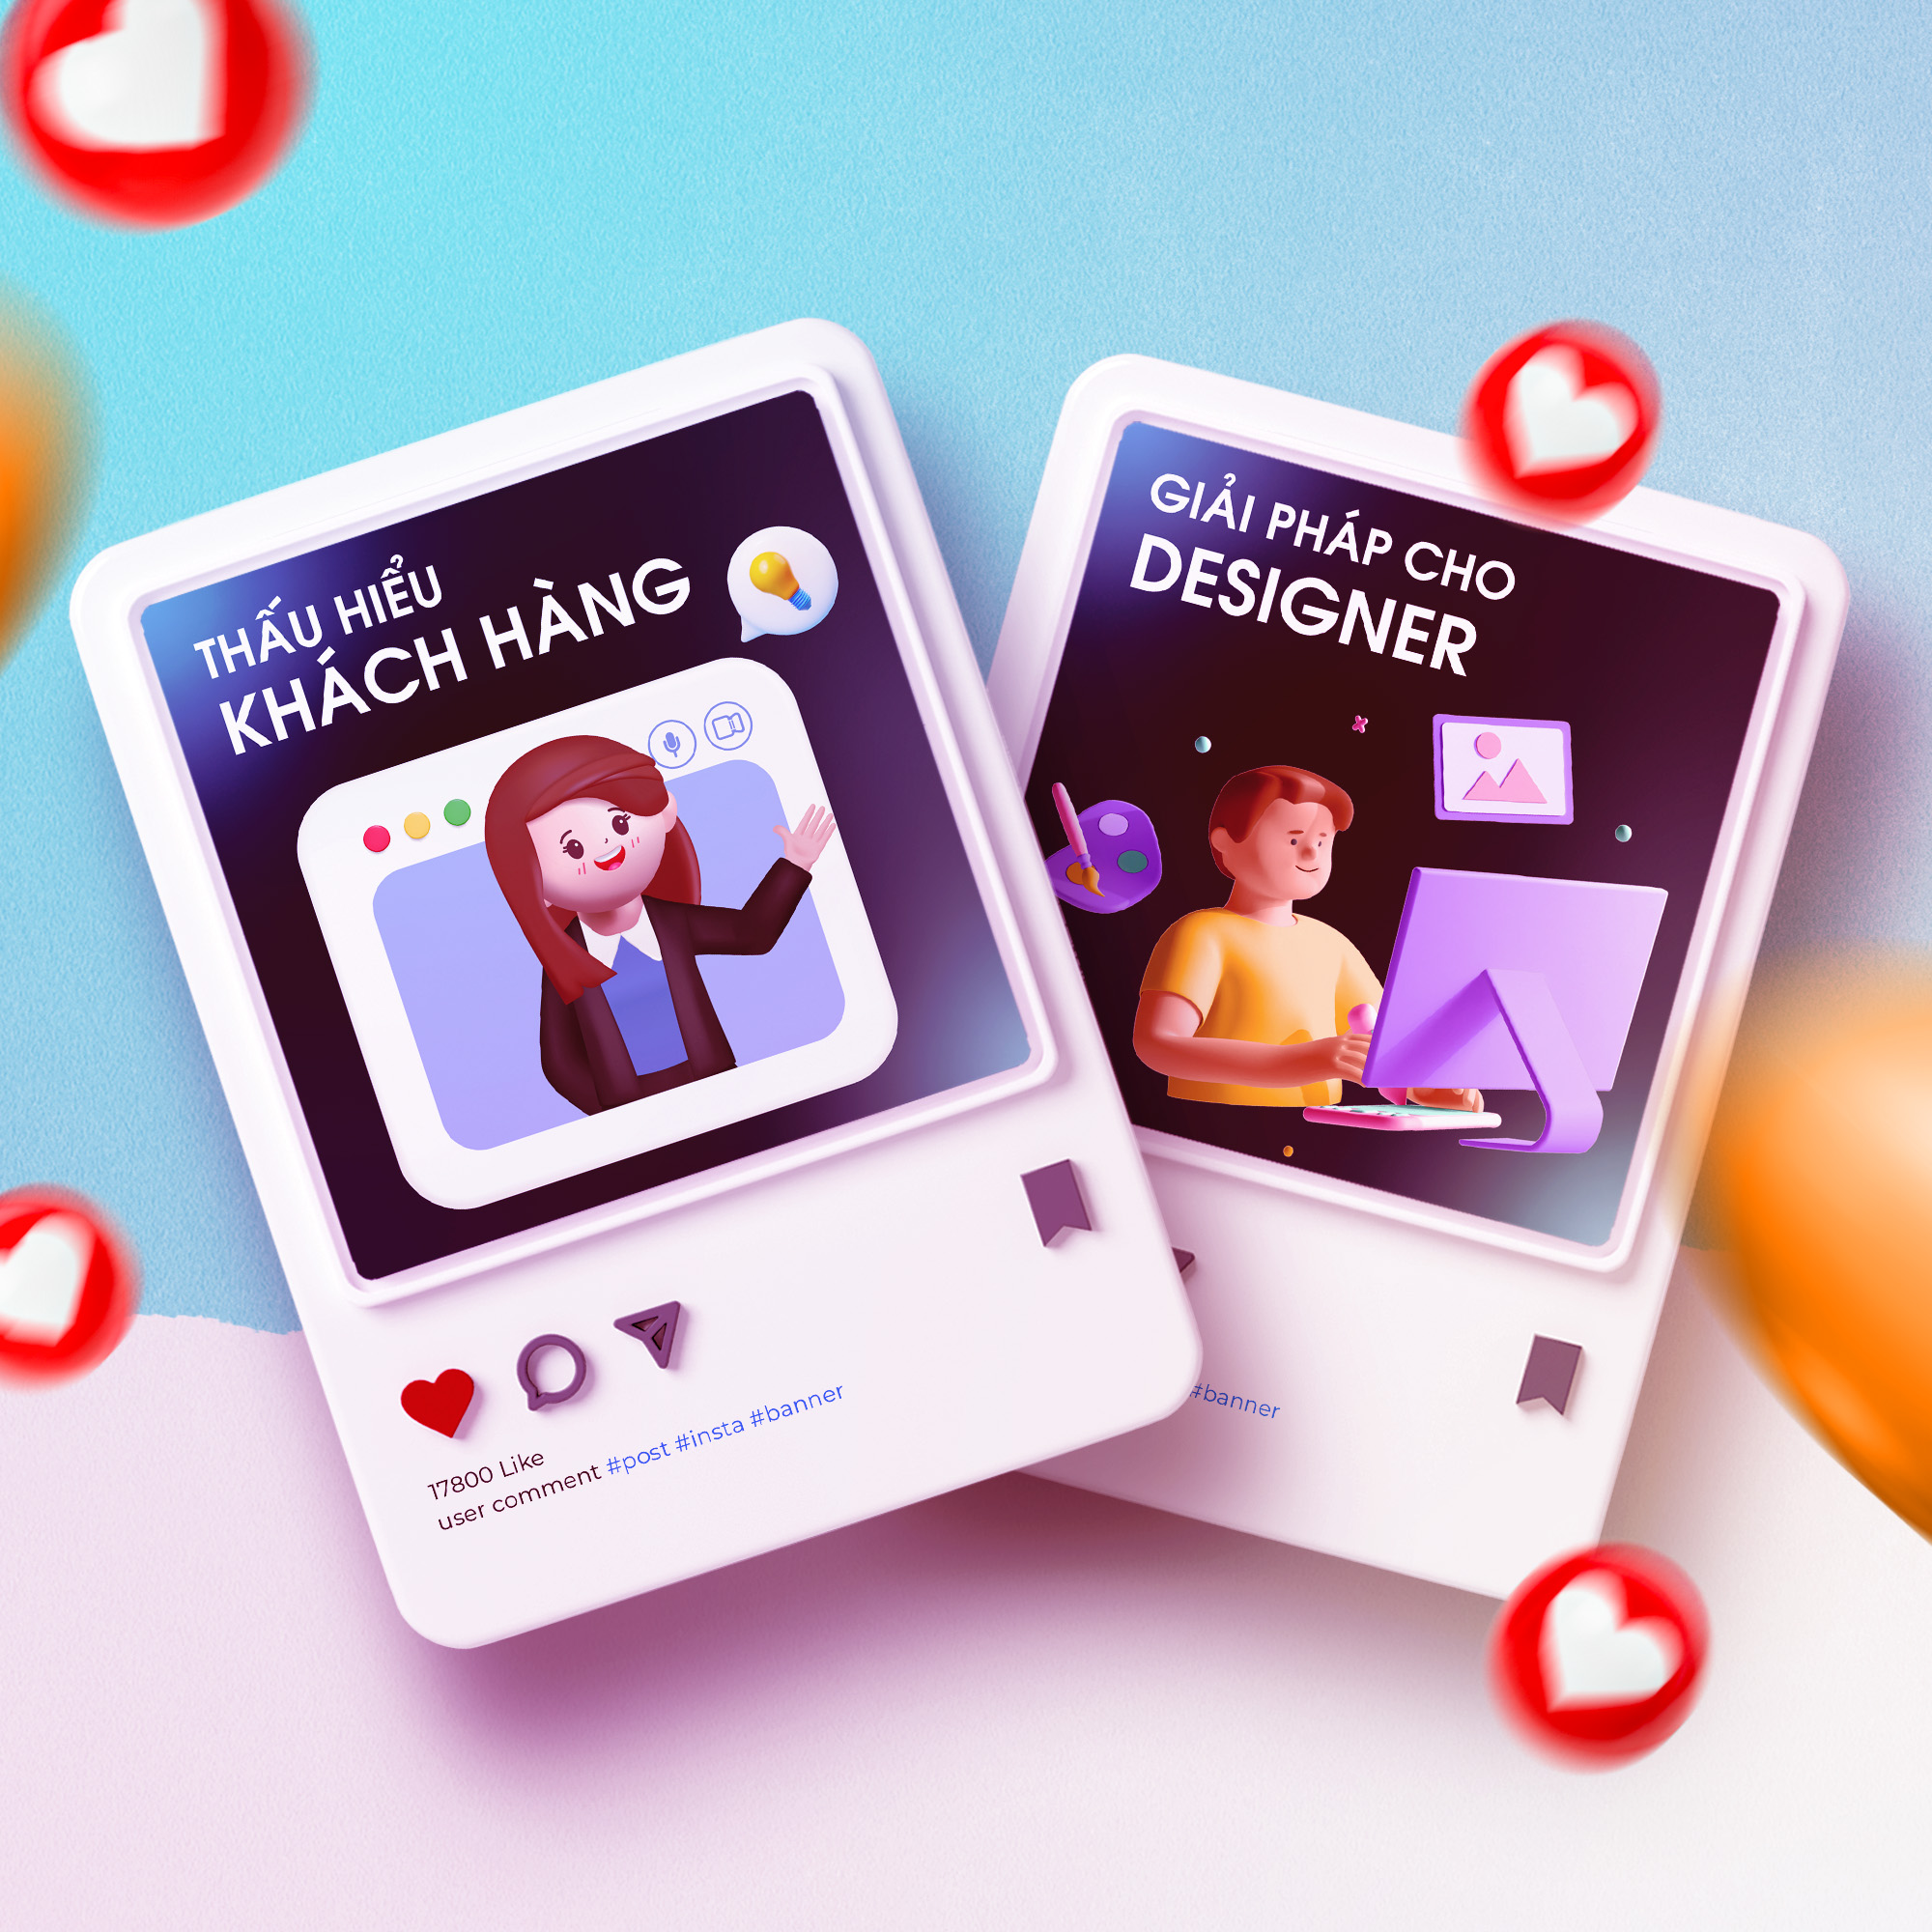 THẤU HIỂU
KHÁCH HÀNG
17800 Like
user comment #post #insta #banner
GIẢI PHÁP CHO
DESIGNER
#banner